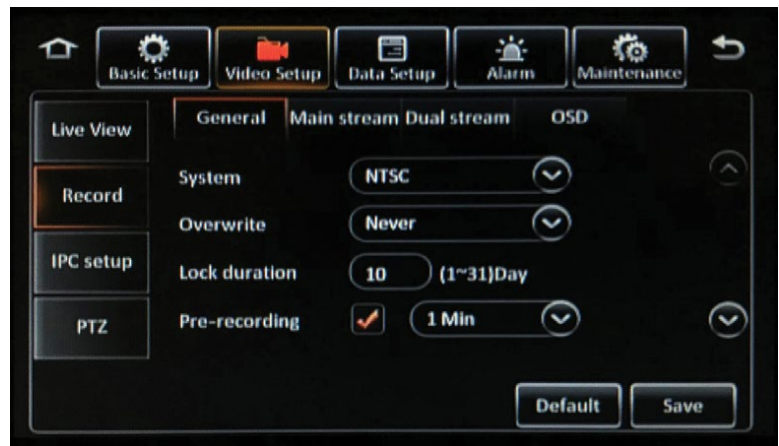 Basic Setup Video Setup Data Setup Alarm Maintenance
Live View
Record
IPC setup
PTZ
General Main stream Dual stream OSD
System NTSC
Overwrite Never
Lock duration 10 (1~31)Day
Pre-recording 1 Min
Default Save